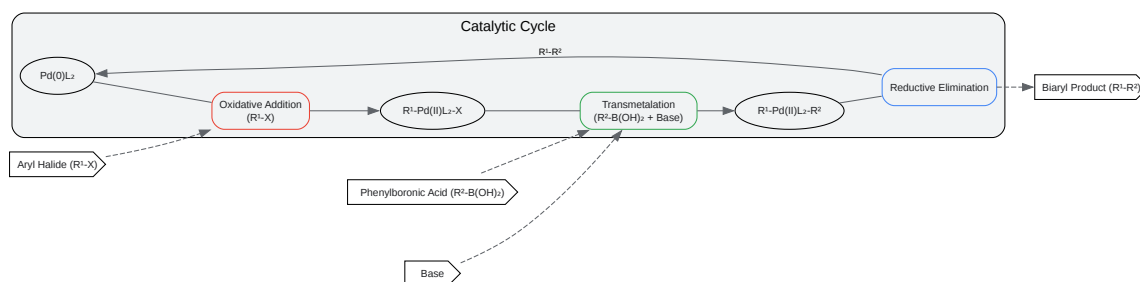 Catalytic Cycle
R¹-R²
Pd(0)L₂
Oxidative Addition
(R¹-X)
R¹-Pd(II)L₂-X
Transmetalation
(R²-B(OH)₂ + Base)
R¹-Pd(II)L₂-R²
Reductive Elimination
Biaryl Product (R¹-R²)
Aryl Halide (R¹-X)
Phenylboronic Acid (R²-B(OH)₂)
Base